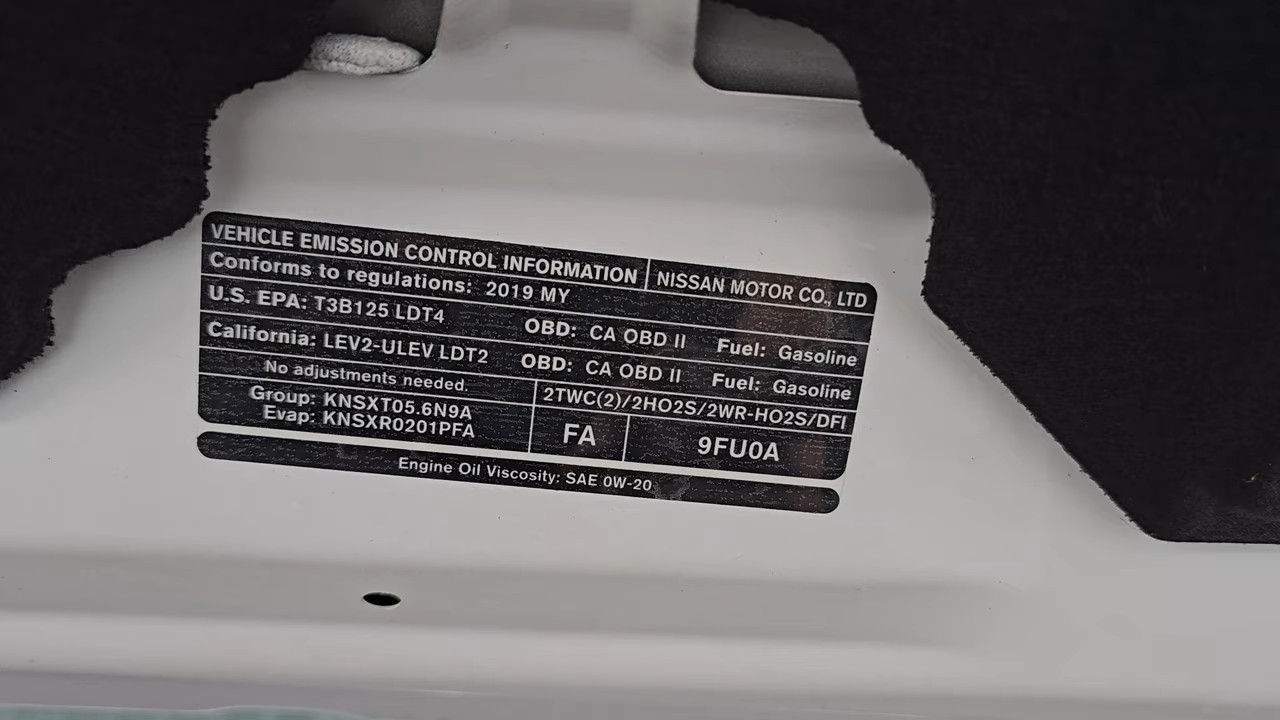 VEHICLE EMISSION CONTROL INFORMATION NISSAN MOTOR CO., LTD
Conforms to regulations: 2019 MY
U.S. EPA: T3B125 LDT4 OBD: CA OBD II Fuel: Gasoline
California: LEV2-ULEV LDT2 OBD: CA OBD II Fuel: Gasoline
No adjustments needed. 2TWC(2)/2HO2S/2WR-HO2S/DFI
Group: KNSXT05.6N9A
Evap: KNSXR0201PFA FA 9FU0A
Engine Oil Viscosity: SAE 0W-20